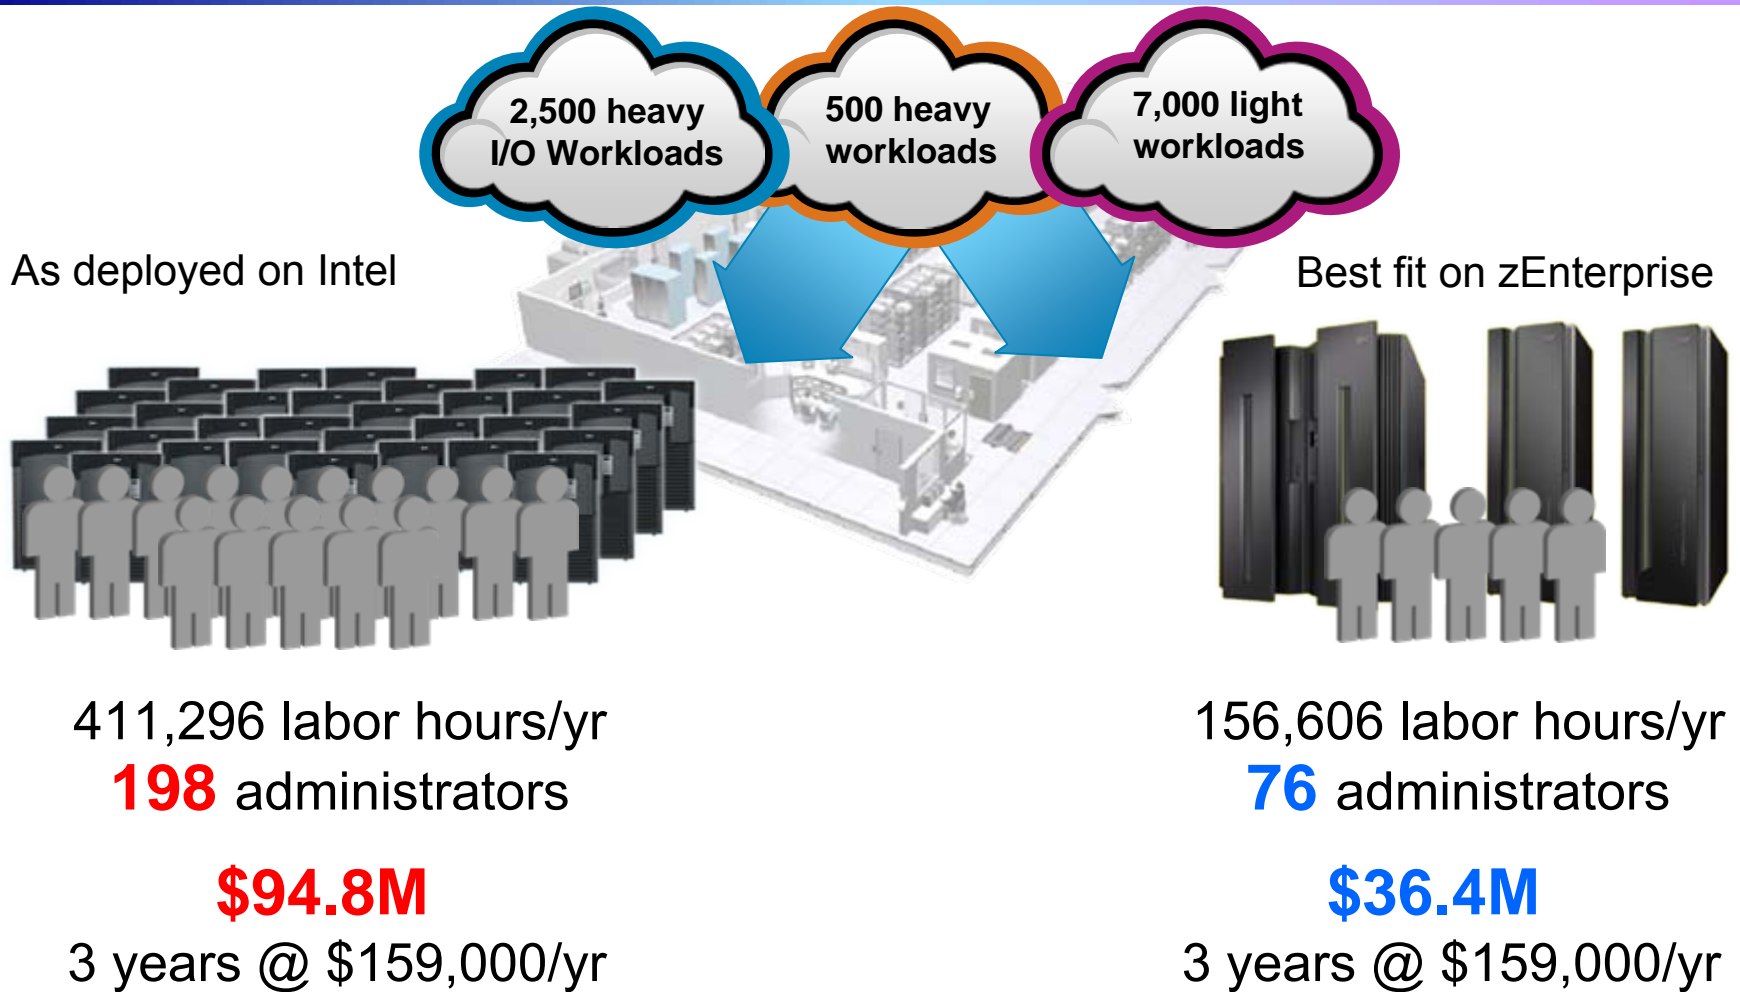 2,500 heavy
I/O Workloads
500 heavy
workloads
7,000 light
workloads
As deployed on Intel
Best fit on zEnterprise
411,296 labor hours/yr
198 administrators
$94.8M
3 years @ $159,000/yr
156,606 labor hours/yr
76 administrators
$36.4M
3 years @ $159,000/yr